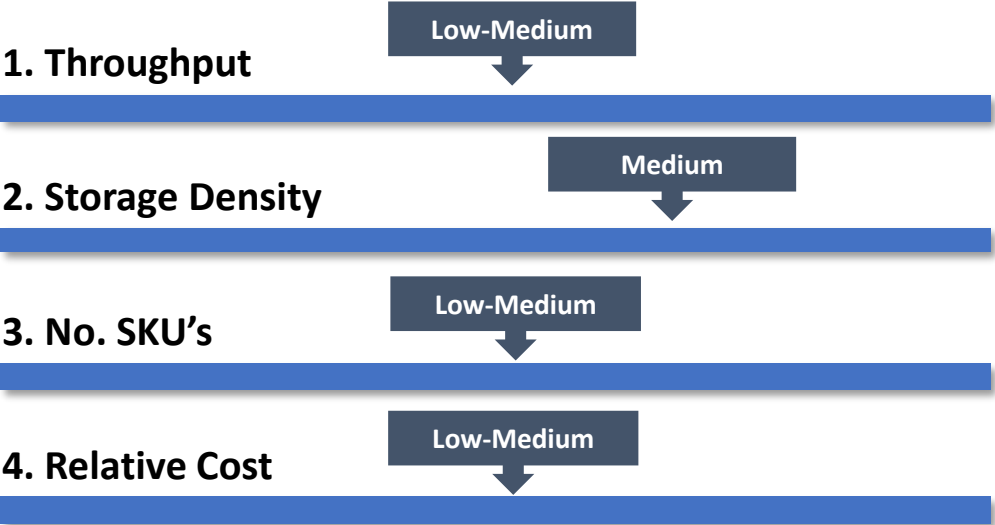 Low-Medium
1. Throughput
Medium
2. Storage Density
Low-Medium
3. No. SKU’s
Low-Medium
4. Relative Cost